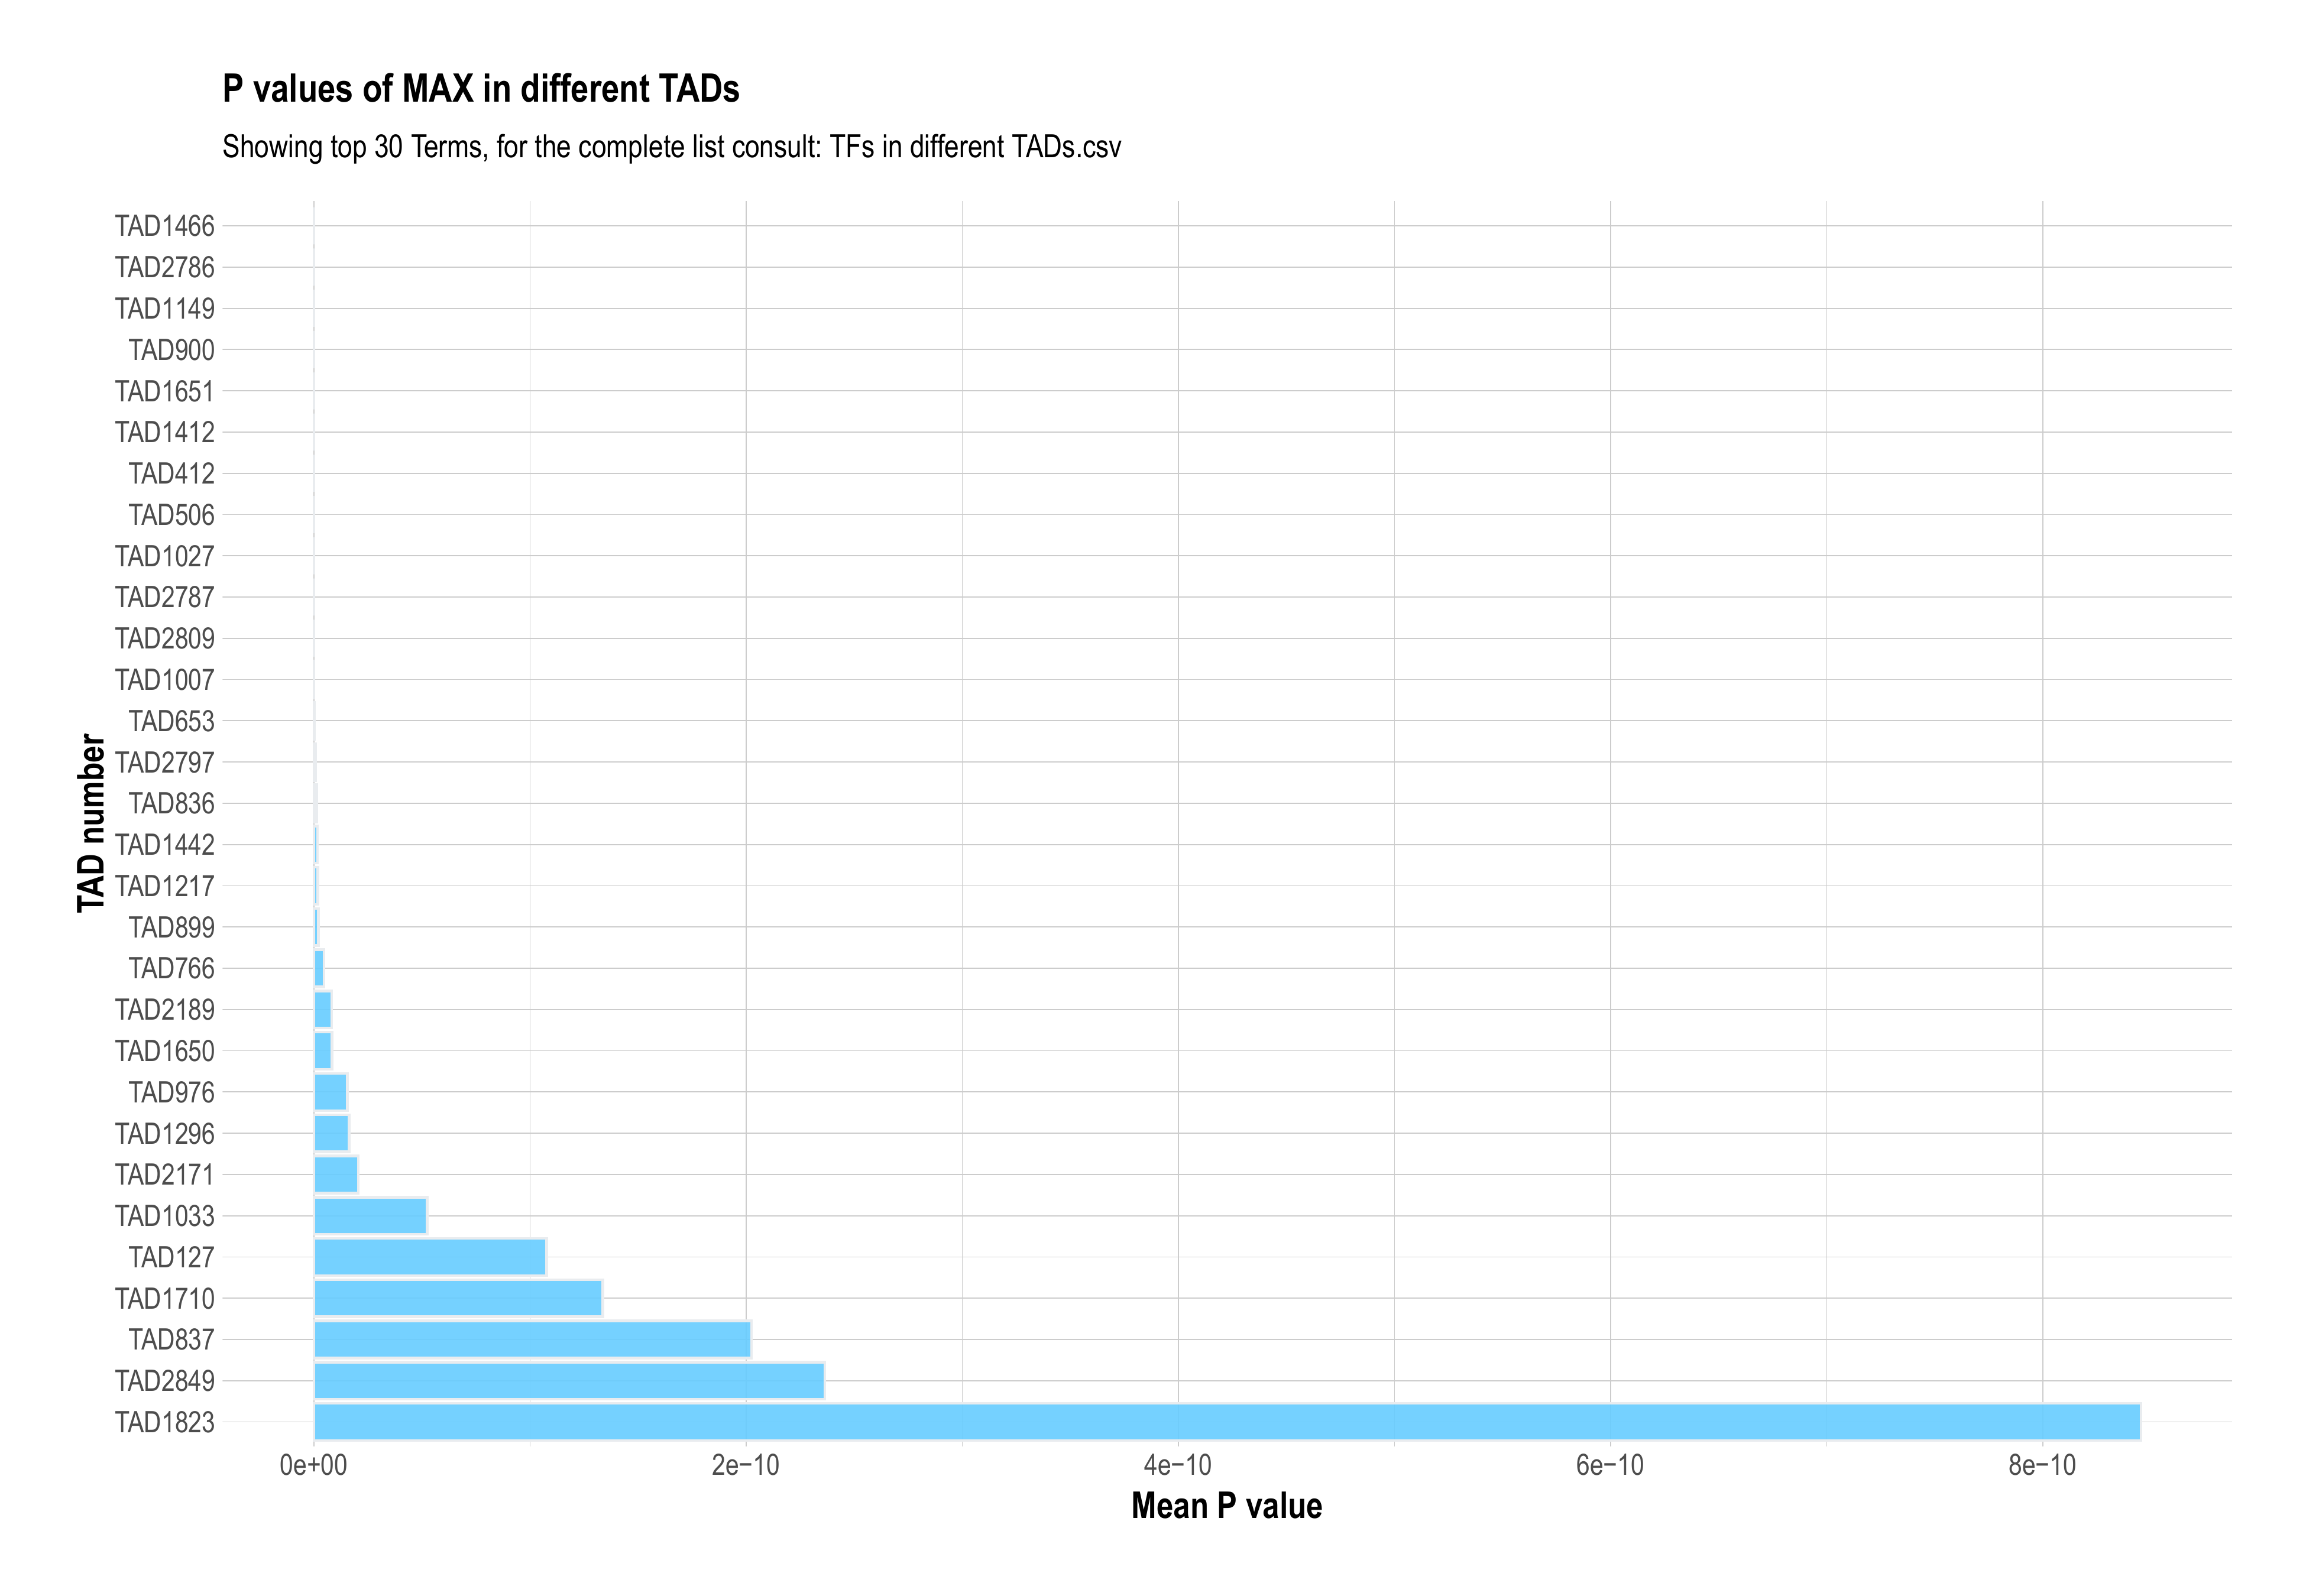 P values of MAX in different TADs
Showing top 30 Terms, for the complete list consult: TFs in different TADs.csv
TAD number
TAD1466
TAD2786
TAD1149
TAD900
TAD1651
TAD1412
TAD412
TAD506
TAD1027
TAD2787
TAD2809
TAD1007
TAD653
TAD2797
TAD836
TAD1442
TAD1217
TAD899
TAD766
TAD2189
TAD1650
TAD976
TAD1296
TAD2171
TAD1033
TAD127
TAD1710
TAD837
TAD2849
TAD1823
0e+00 2e−10 4e−10 6e−10 8e−10
Mean P value